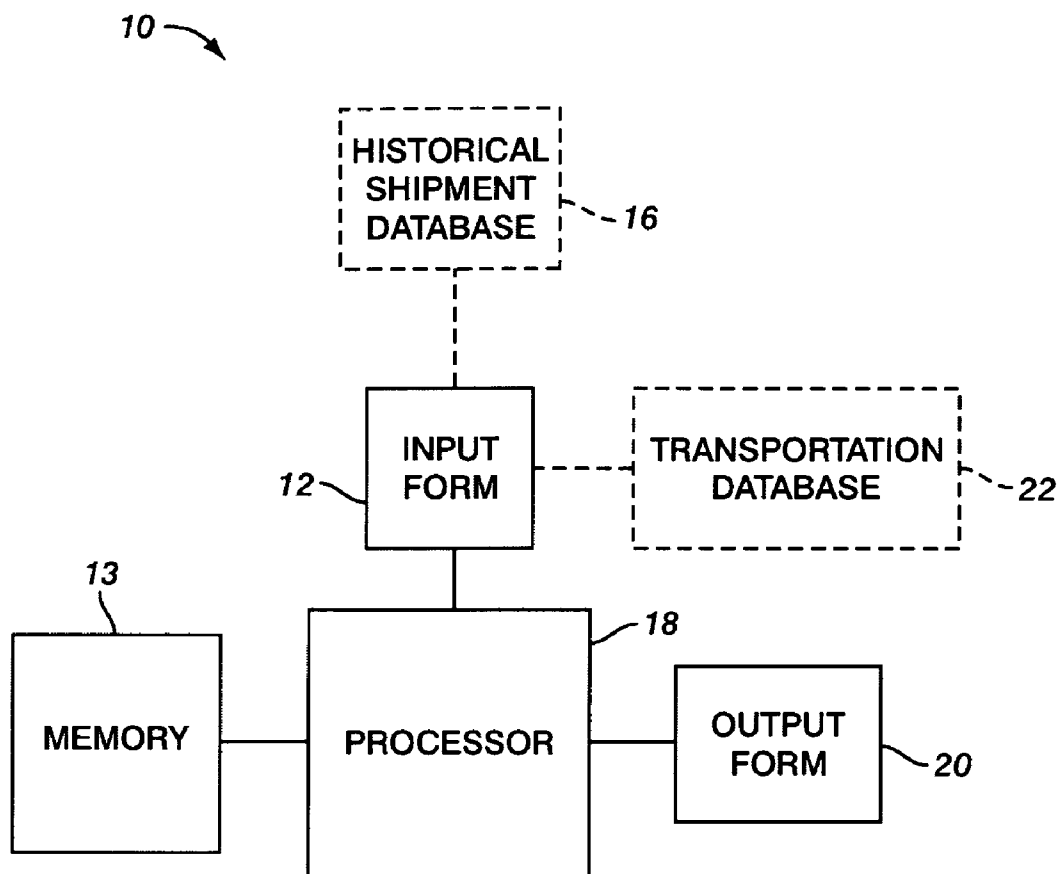 10
HISTORICAL
SHIPMENT
DATABASE
16
INPUT
FORM
12
TRANSPORTATION
DATABASE
22
13
MEMORY
18
PROCESSOR
OUTPUT
FORM
20